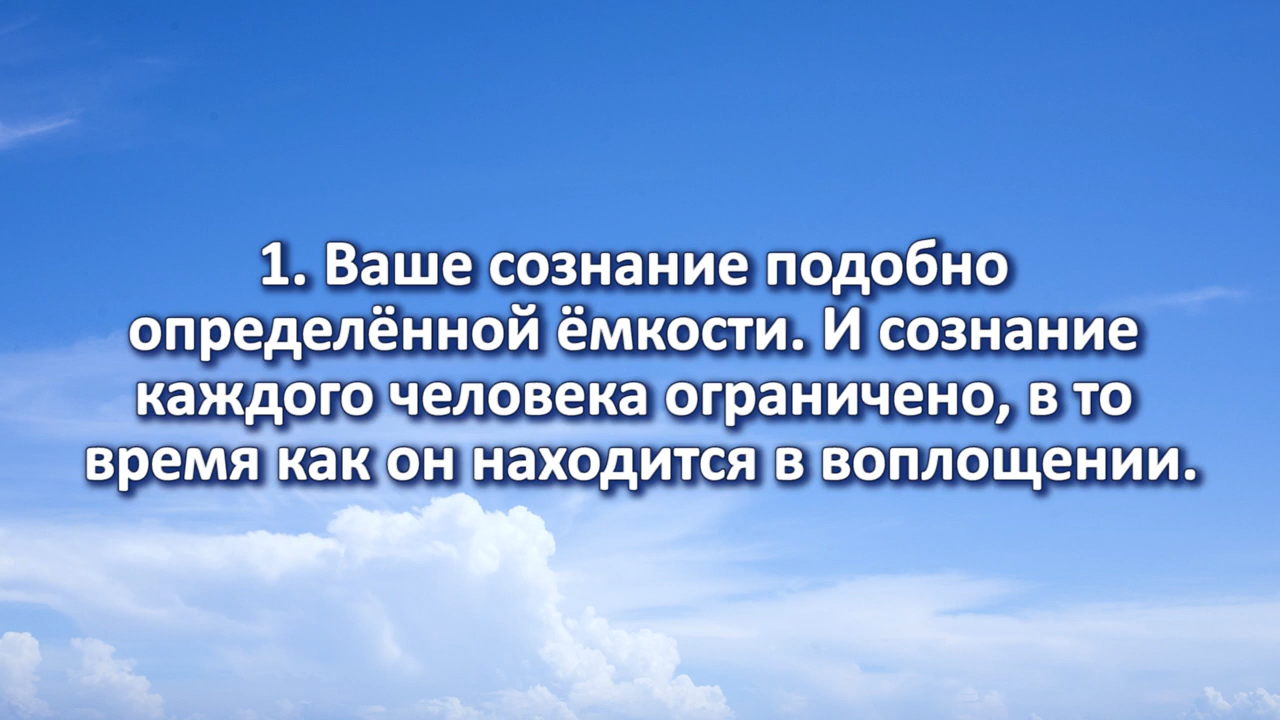 1. Ваше сознание подобно
определённой ёмкости. И сознание
каждого человека ограничено, в то
время как он находится в воплощении.